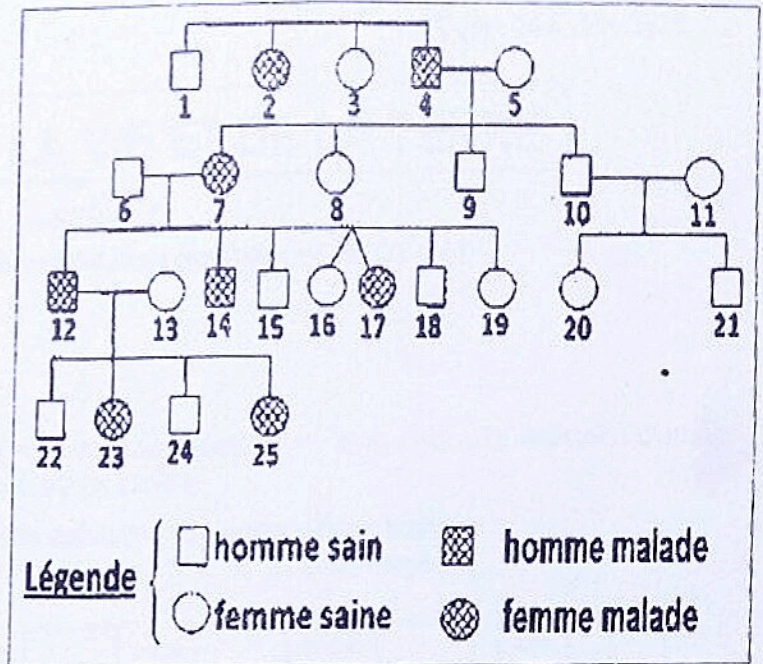 1 2 3 4 5
6 7 8 9 10 11
12 13 14 15 16 17 18 19 20 21
22 23 24 25
Légende
homme sain
homme malade
femme saine
femme malade